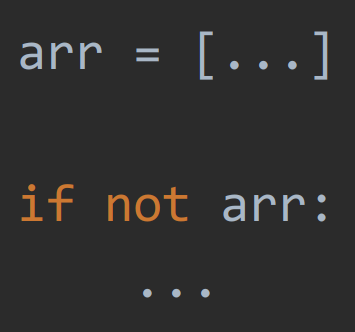 arr = [...]
if not arr:
...